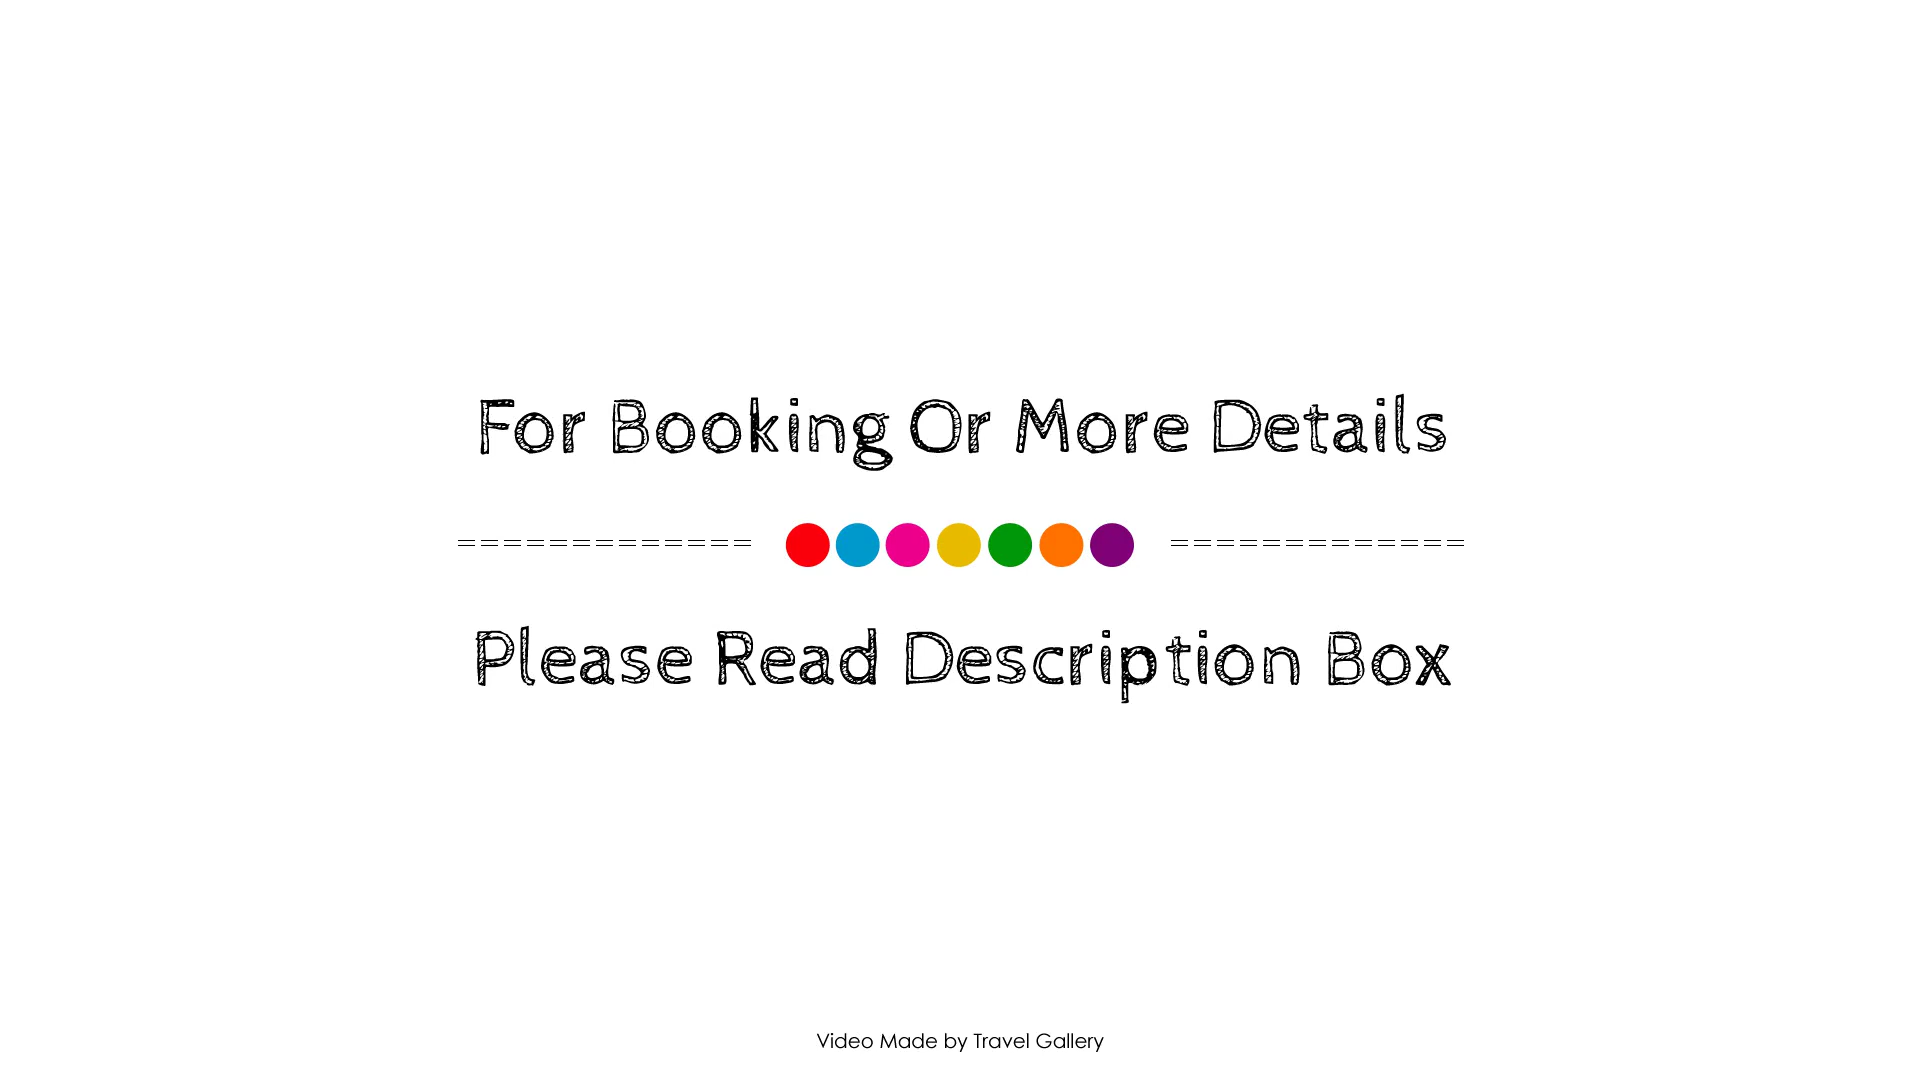 For Booking Or More Details
============= =============
Please Read Description Box
Video Made by Travel Gallery